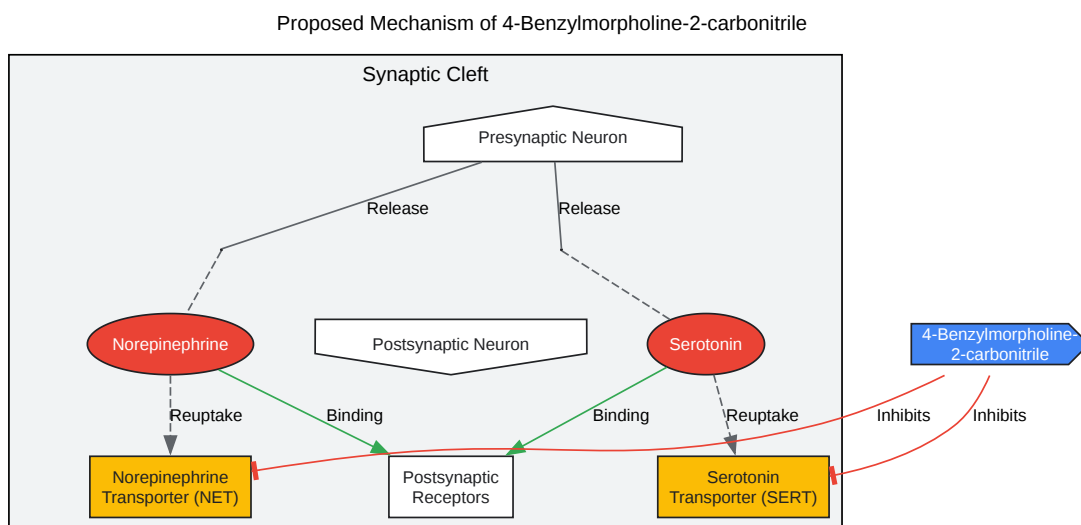 Proposed Mechanism of 4-Benzylmorpholine-2-carbonitrile
Synaptic Cleft
Presynaptic Neuron
Release
Release
Norepinephrine
Postsynaptic Neuron
Serotonin
4-Benzylmorpholine-
2-carbonitrile
Reuptake
Binding
Binding
Reuptake
Inhibits
Inhibits
Norepinephrine
Transporter (NET)
Postsynaptic
Receptors
Serotonin
Transporter (SERT)